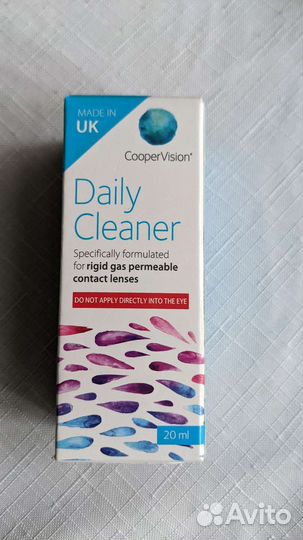 MADE IN
UK
CooperVision®
Daily
Cleaner
Specifically formulated
for rigid gas permeable
contact lenses
DO NOT APPLY DIRECTLY INTO THE EYE
20 ml
Avito